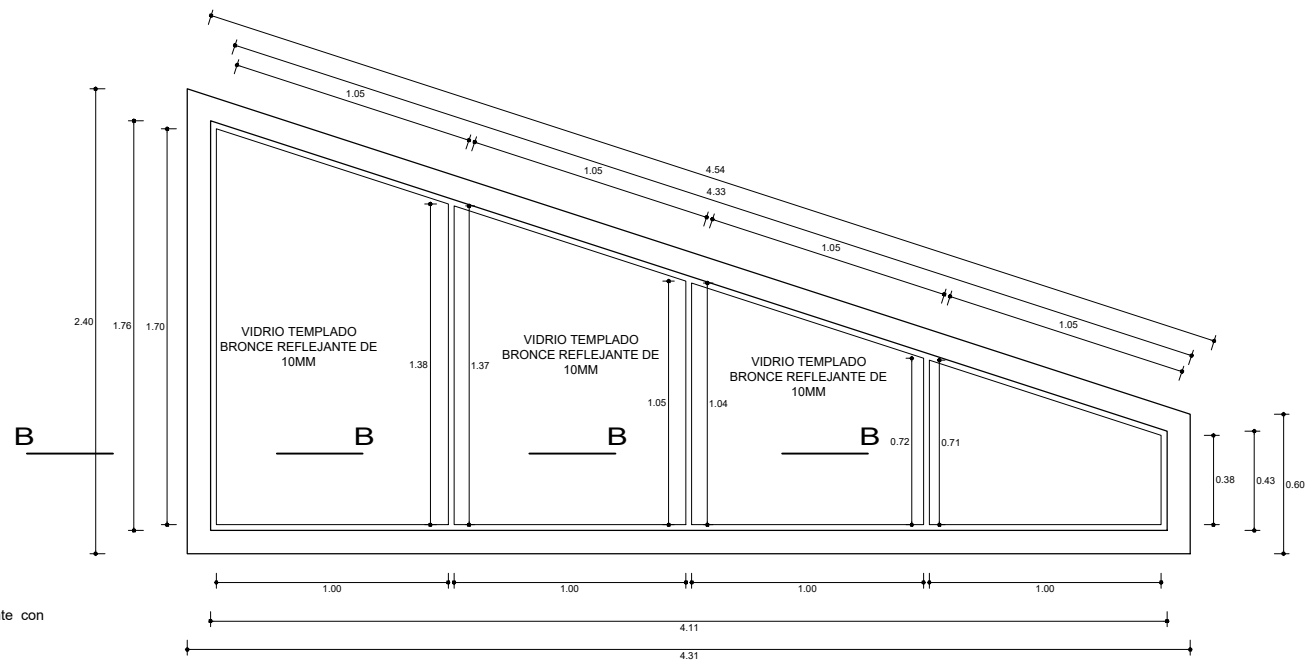 1.05
4.54
1.05
4.33
1.05
1.05
2.40
1.76
1.70
VIDRIO TEMPLADO
BRONCE REFLEJANTE DE
10MM
1.38
1.37
VIDRIO TEMPLADO
BRONCE REFLEJANTE DE
10MM
1.05
1.04
VIDRIO TEMPLADO
BRONCE REFLEJANTE DE
10MM
0.72
0.71
0.38
0.43
0.60
B
B
B
B
1.00
1.00
1.00
1.00
te con
4.11
4.31